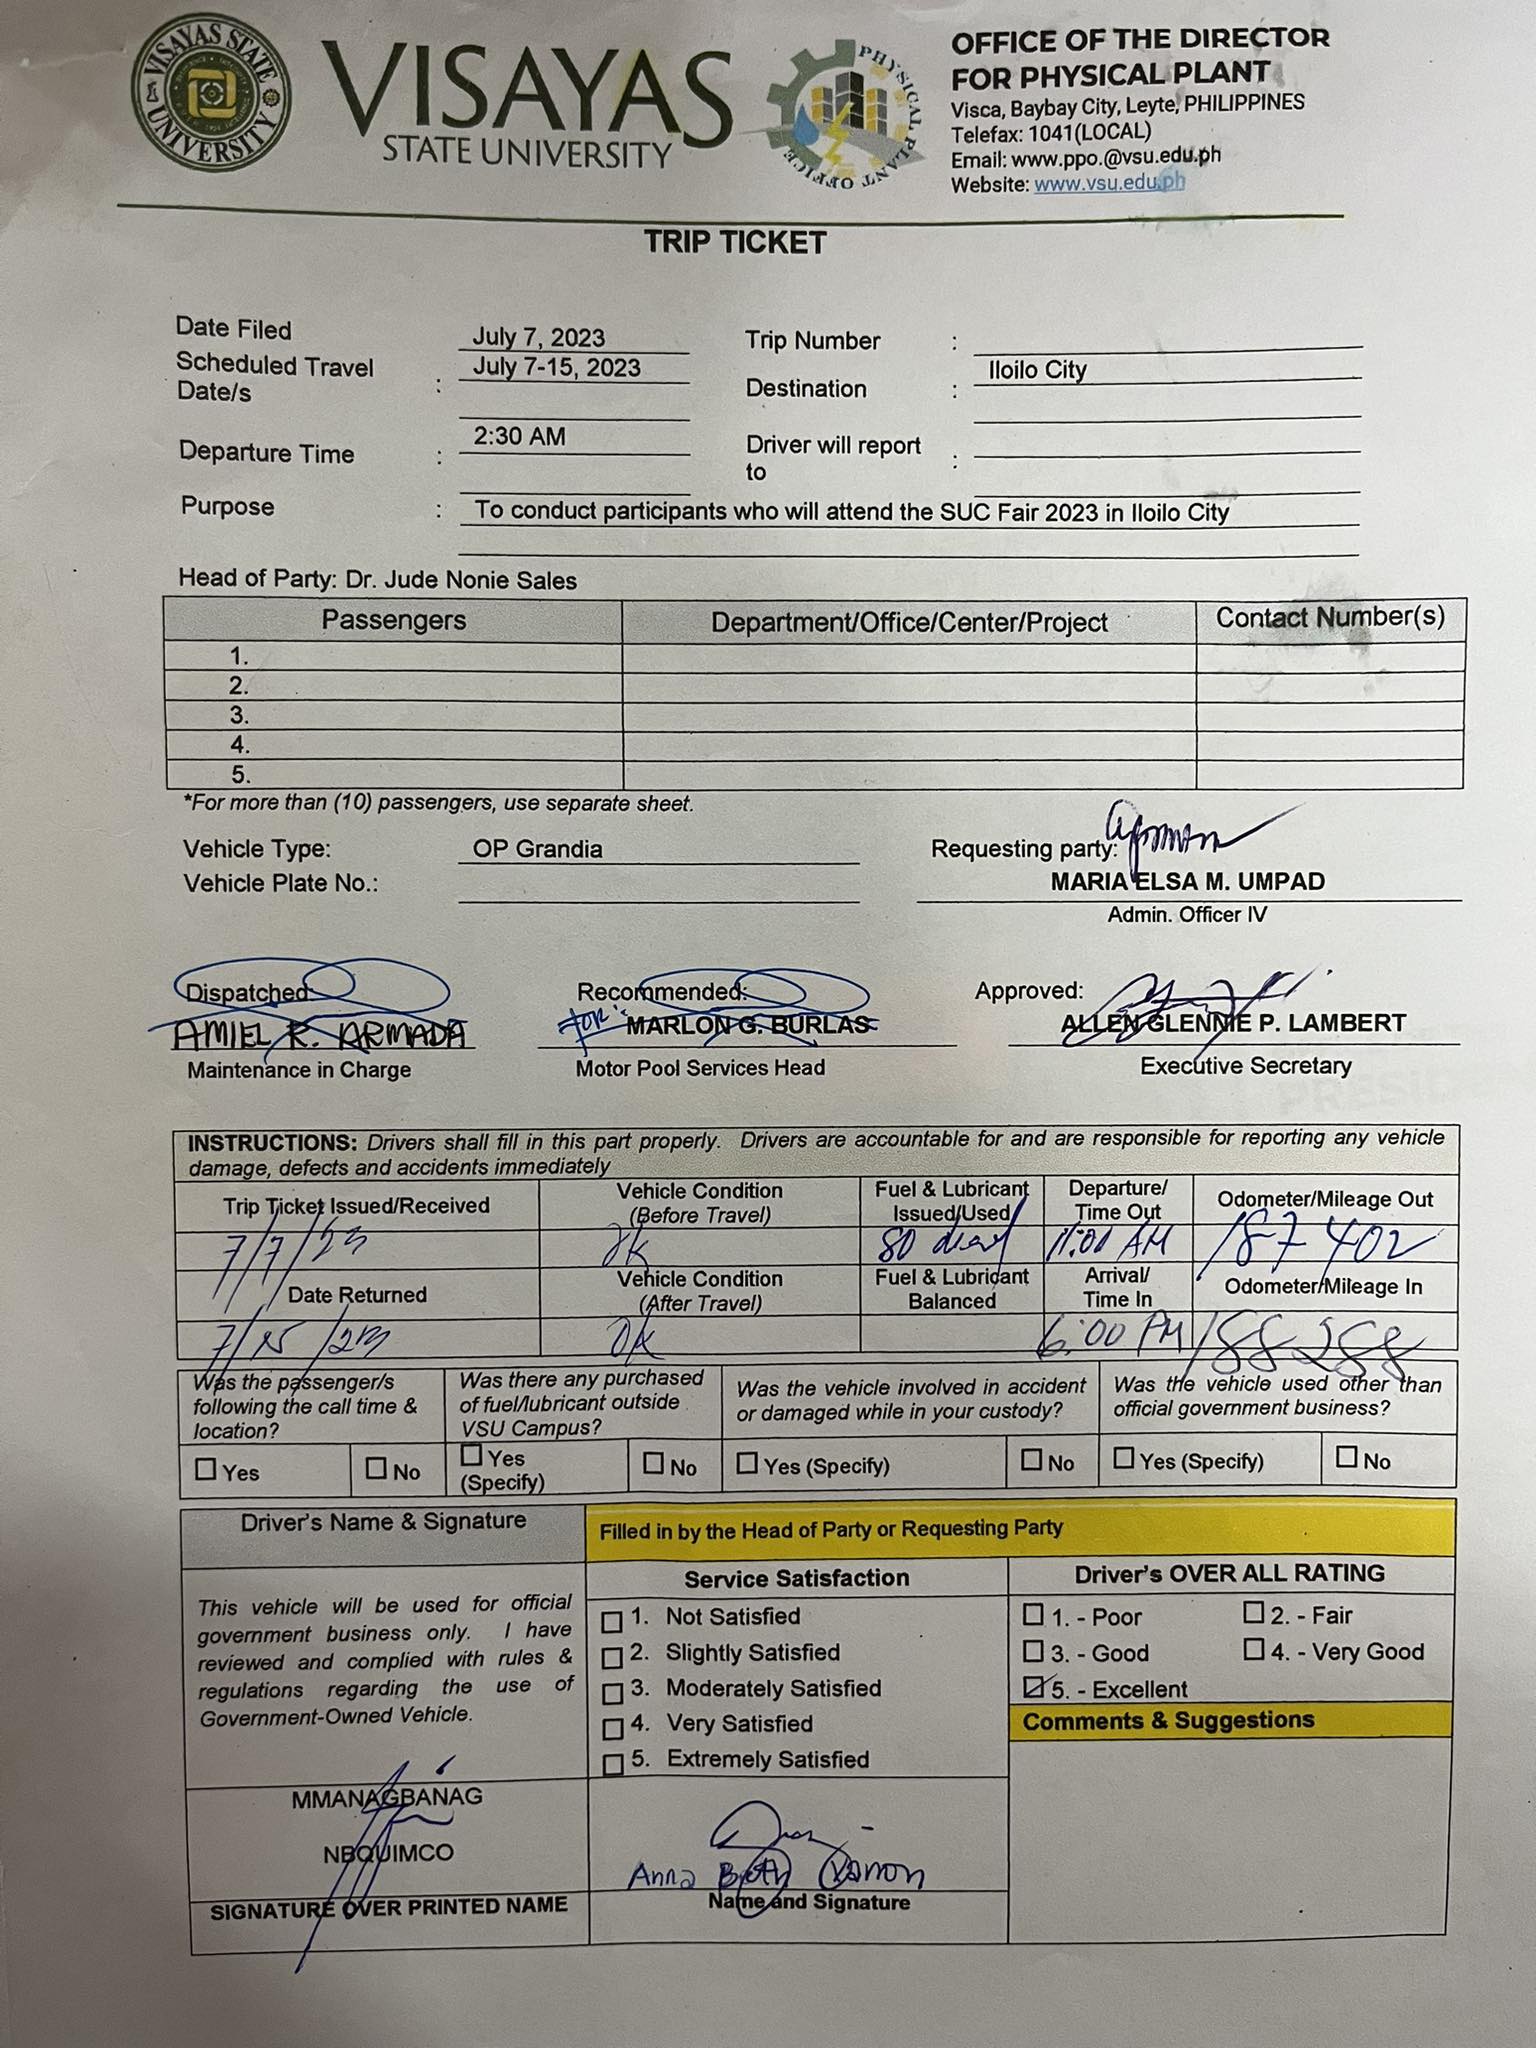 VISAYAS STATE UNIVERSITY
VISAYAS
STATE UNIVERSITY
PHYSICAL PLANT OFFICE
OFFICE OF THE DIRECTOR
FOR PHYSICAL PLANT
Visca, Baybay City, Leyte, PHILIPPINES
Telefax: 1041(LOCAL)
Email: www.ppo.@vsu.edu.ph
Website: www.vsu.edu.ph
TRIP TICKET
Date Filed July 7, 2023 Trip Number :
Scheduled Travel Date/s : July 7-15, 2023 Destination : Iloilo City
Departure Time : 2:30 AM Driver will report to :
Purpose : To conduct participants who will attend the SUC Fair 2023 in Iloilo City
Head of Party: Dr. Jude Nonie Sales
Passengers Department/Office/Center/Project Contact Number(s)
1.
2.
3.
4.
5.
*For more than (10) passengers, use separate sheet.
Vehicle Type: OP Grandia Requesting party:
Vehicle Plate No.: MARIA ELSA M. UMPAD
Admin. Officer IV
Dispatched: Recommended: Approved:
AMIEL R. ARMADA FOR: MARLON G. BURLAS ALLEN GLENNIE P. LAMBERT
Maintenance in Charge Motor Pool Services Head Executive Secretary
INSTRUCTIONS: Drivers shall fill in this part properly. Drivers are accountable for and are responsible for reporting any vehicle
damage, defects and accidents immediately
Trip Ticket Issued/Received Vehicle Condition (Before Travel) Fuel & Lubricant Issued/Used Departure/ Time Out Odometer/Mileage Out
7/7/23 OK 80 11:00 AM 187402
Date Returned Vehicle Condition (After Travel) Fuel & Lubricant Balanced Arrival/ Time In Odometer/Mileage In
7/15/23 OK 6:00 PM 188288
Was the passenger/s following the call time & location? Was there any purchased of fuel/lubricant outside VSU Campus? Was the vehicle involved in accident or damaged while in your custody? Was the vehicle used other than official government business?
Yes No Yes (Specify) No Yes (Specify) No Yes (Specify) No
Driver's Name & Signature Filled in by the Head of Party or Requesting Party
Service Satisfaction Driver's OVER ALL RATING
This vehicle will be used for official
government business only. I have
reviewed and complied with rules &
regulations regarding the use of
Government-Owned Vehicle.
1. Not Satisfied
2. Slightly Satisfied
3. Moderately Satisfied
4. Very Satisfied
5. Extremely Satisfied
1. - Poor 2. - Fair
3. - Good 4. - Very Good
5. - Excellent
Comments & Suggestions
MMANAGBANAG
NBQUIMCO
Anna Beth
SIGNATURE OVER PRINTED NAME Name and Signature